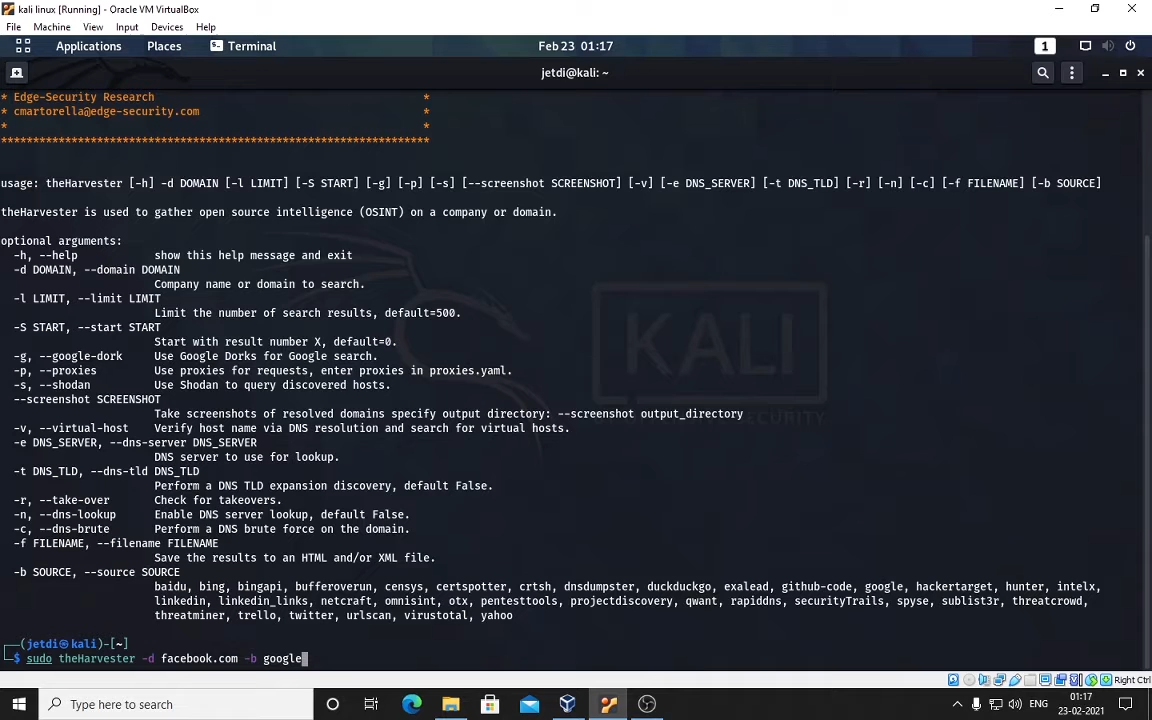 kali linux [Running] - Oracle VM VirtualBox
File Machine View Input Devices Help
Applications Places Terminal Feb 23 01:17 1
jetdi@kali: ~
* Edge-Security Research *
* cmartorella@edge-security.com *
* *
*******************************************************************
usage: theHarvester [-h] -d DOMAIN [-l LIMIT] [-S START] [-g] [-p] [-s] [--screenshot SCREENSHOT] [-v] [-e DNS_SERVER] [-t DNS_TLD] [-r] [-n] [-c] [-f FILENAME] [-b SOURCE]
theHarvester is used to gather open source intelligence (OSINT) on a company or domain.
optional arguments:
-h, --help show this help message and exit
-d DOMAIN, --domain DOMAIN
Company name or domain to search.
-l LIMIT, --limit LIMIT
Limit the number of search results, default=500.
-S START, --start START
Start with result number X, default=0.
-g, --google-dork Use Google Dorks for Google search.
-p, --proxies Use proxies for requests, enter proxies in proxies.yaml.
-s, --shodan Use Shodan to query discovered hosts.
--screenshot SCREENSHOT
Take screenshots of resolved domains specify output directory: --screenshot output_directory
-v, --virtual-host Verify host name via DNS resolution and search for virtual hosts.
-e DNS_SERVER, --dns-server DNS_SERVER
DNS server to use for lookup.
-t DNS_TLD, --dns-tld DNS_TLD
Perform a DNS TLD expansion discovery, default False.
-r, --take-over Check for takeovers.
-n, --dns-lookup Enable DNS server lookup, default False.
-c, --dns-brute Perform a DNS brute force on the domain.
-f FILENAME, --filename FILENAME
Save the results to an HTML and/or XML file.
-b SOURCE, --source SOURCE
baidu, bing, bingapi, bufferoverun, censys, certspotter, crtsh, dnsdumpster, duckduckgo, exalead, github-code, google, hackertarget, hunter, intelx,
linkedin, linkedin_links, netcraft, omnisint, otx, pentesttools, projectdiscovery, qwant, rapiddns, securityTrails, spyse, sublist3r, threatcrowd,
threatminer, trello, twitter, urlscan, virustotal, yahoo
KALI
(jetdi㉿kali)-[~]
$ sudo theHarvester -d facebook.com -b google
Right Ctrl
Type here to search
ENG
01:17
23-02-2021